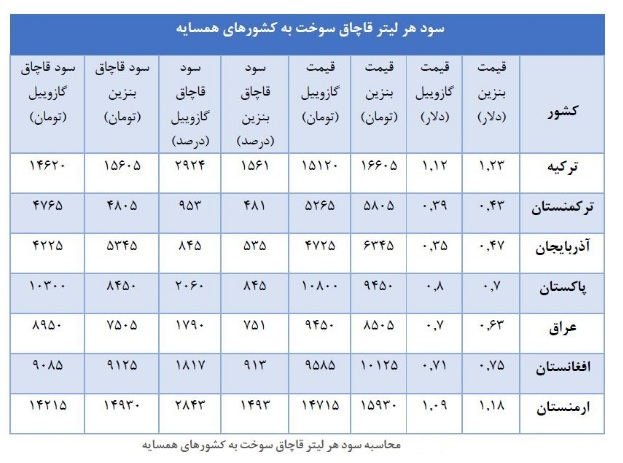 سود هر لیتر قاچاق سوخت به کشورهای همسایه
کشور	قیمت بنزین (دلار)	قیمت گازوییل (دلار)	قیمت بنزین (تومان)	قیمت گازوییل (تومان)	سود قاچاق بنزین (درصد)	سود قاچاق گازوییل (درصد)	سود قاچاق بنزین (تومان)	سود قاچاق گازوییل (تومان)
ترکیه	۱,۲۳	۱,۱۲	۱۶۶۰۵	۱۵۱۲۰	۱۵۶۱	۲۹۲۴	۱۵۶۰۵	۱۴۶۲۰
ترکمنستان	۰,۴۳	۰,۳۹	۵۸۰۵	۵۲۶۵	۴۸۱	۹۵۳	۴۸۰۵	۴۷۶۵
آذربایجان	۰,۴۷	۰,۳۵	۶۳۴۵	۴۷۲۵	۵۳۵	۸۴۵	۵۳۴۵	۴۲۲۵
پاکستان	۰,۷	۰,۸	۹۴۵۰	۱۰۸۰۰	۸۴۵	۲۰۶۰	۸۴۵۰	۱۰۳۰۰
عراق	۰,۶۳	۰,۷	۸۵۰۵	۹۴۵۰	۷۵۱	۱۷۹۰	۷۵۰۵	۸۹۵۰
افغانستان	۰,۷۵	۰,۷۱	۱۰۱۲۵	۹۵۸۵	۹۱۳	۱۸۱۷	۹۱۲۵	۹۰۸۵
ارمنستان	۱,۱۸	۱,۰۹	۱۵۹۳۰	۱۴۷۱۵	۱۴۹۳	۲۸۴۳	۱۴۹۳۰	۱۴۲۱۵
محاسبه سود هر لیتر قاچاق سوخت به کشورهای همسایه